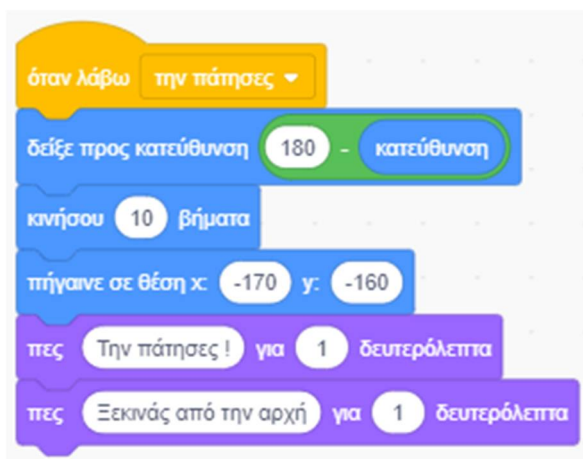 όταν λάβω την πάτησες
δείξε προς κατεύθυνση 180 - κατεύθυνση
κινήσου 10 βήματα
πήγαινε σε θέση x: -170 y: -160
πες Την πάτησες ! για 1 δευτερόλεπτα
πες Ξεκινάς από την αρχή για 1 δευτερόλεπτα